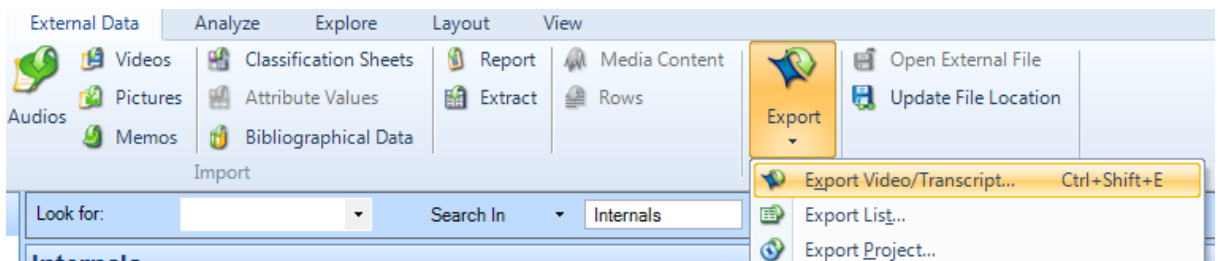 External Data Analyze Explore Layout View
Videos Classification Sheets Report Media Content Open External File
Pictures Attribute Values Extract Rows Update File Location
Audios Export
Memos Bibliographical Data
Import
Export Video/Transcript... Ctrl+Shift+E
Look for: Search In Internals Export List...
Export Project...
Internals